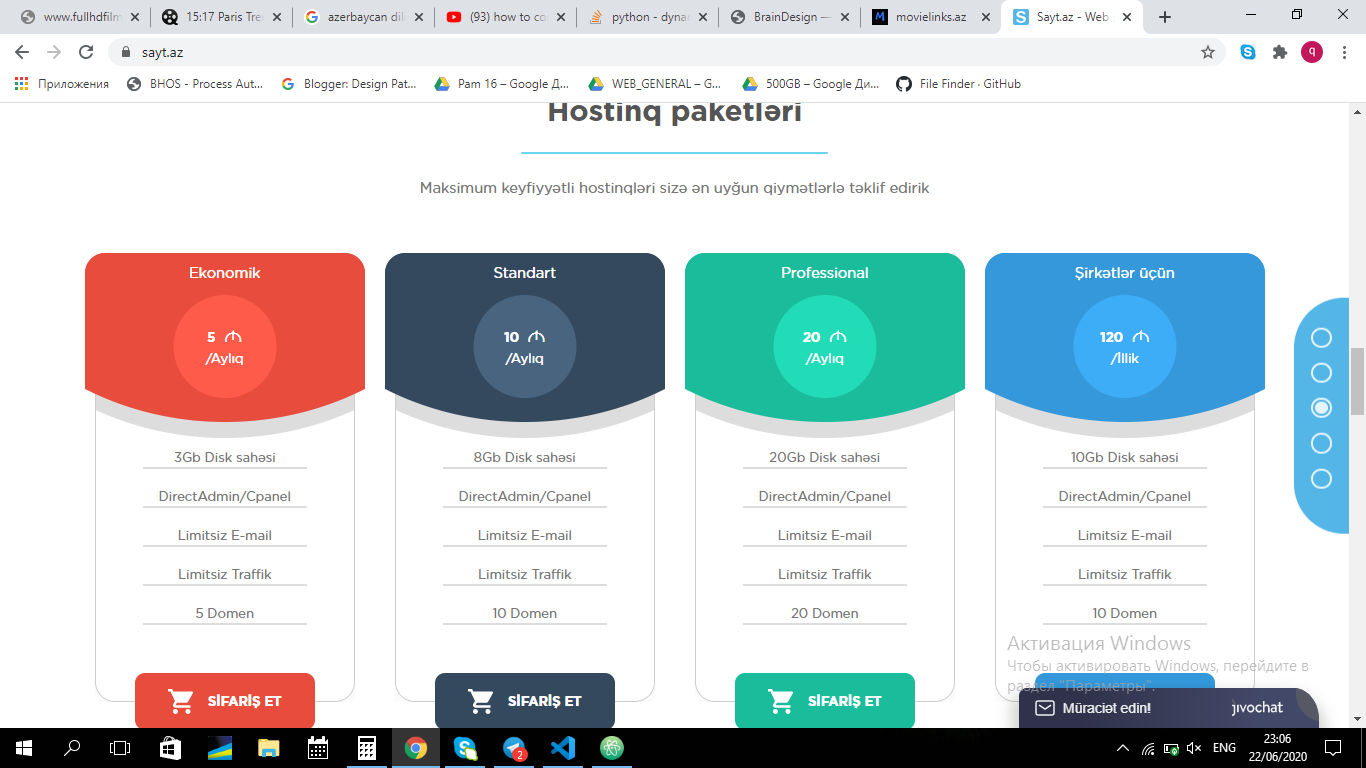 www.fullhdfilm
15:17 Paris Tre
azerbaycan dil
(93) how to co
python - dyna
BrainDesign —
movielinks.az
Sayt.az - Web
sayt.az
q
Приложения
BHOS - Process Aut...
Blogger: Design Pat...
Pam 16 – Google Д...
WEB_GENERAL – G...
500GB – Google Ди...
File Finder · GitHub
Hostinq paketləri
Maksimum keyfiyyətli hostinqləri sizə ən uyğun qiymətlərlə təklif edirik
Ekonomik
5 ₼
/Aylıq
3Gb Disk sahəsi
DirectAdmin/Cpanel
Limitsiz E-mail
Limitsiz Traffik
5 Domen
SİFARİŞ ET
Standart
10 ₼
/Aylıq
8Gb Disk sahəsi
DirectAdmin/Cpanel
Limitsiz E-mail
Limitsiz Traffik
10 Domen
SİFARİŞ ET
Professional
20 ₼
/Aylıq
20Gb Disk sahəsi
DirectAdmin/Cpanel
Limitsiz E-mail
Limitsiz Traffik
20 Domen
SİFARİŞ ET
Şirkətlər üçün
120 ₼
/İllik
10Gb Disk sahəsi
DirectAdmin/Cpanel
Limitsiz E-mail
Limitsiz Traffik
10 Domen
Активация Windows
Чтобы активировать Windows, перейдите в
раздел "Параметры".
Müraciət edin!
jivochat
2
ENG
23:06
22/06/2020